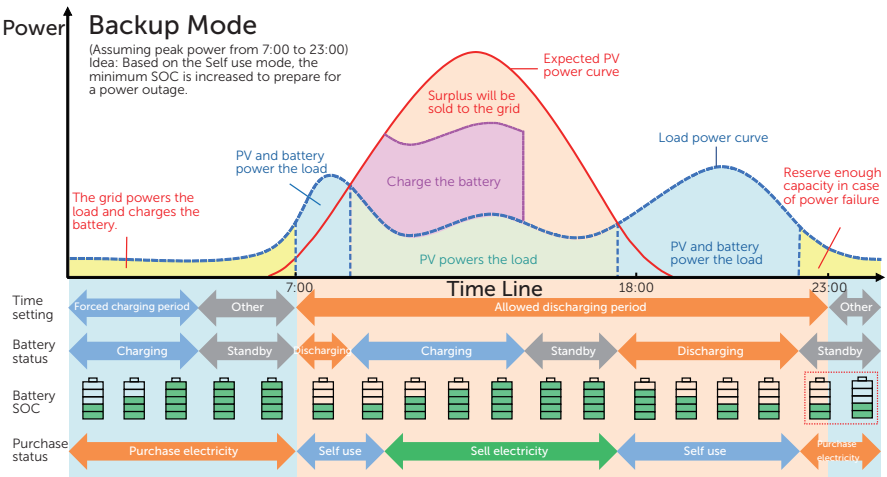 Power
Backup Mode
(Assuming peak power from 7:00 to 23:00)
Idea: Based on the Self use mode, the
minimum SOC is increased to prepare for
a power outage.
Expected PV
power curve
Surplus will be
sold to the grid
Load power curve
PV and battery
power the load
Charge the battery
Reserve enough
capacity in case
of power failure
The grid powers the
load and charges the
battery.
PV powers the load
PV and battery
power the load
7:00
Time Line
18:00
23:00
Time
setting
Forced charging period
Other
Allowed discharging period
Other
Battery
status
Charging
Standby
Discharging
Charging
Standby
Discharging
Standby
Battery
SOC
Purchase
status
Purchase electricity
Self use
Sell electricity
Self use
Purchase
electricity